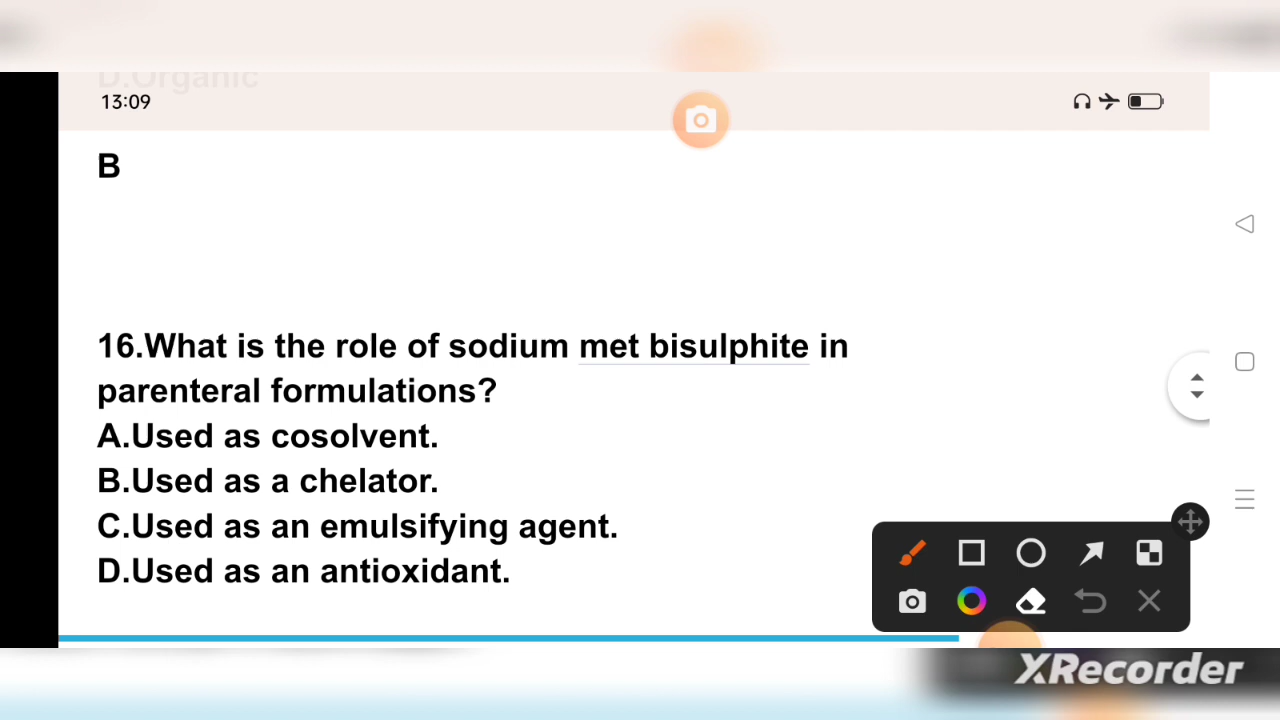 D.Organic
13:09
B
16.What is the role of sodium met bisulphite in
parenteral formulations?
A.Used as cosolvent.
B.Used as a chelator.
C.Used as an emulsifying agent.
D.Used as an antioxidant.
XRecorder